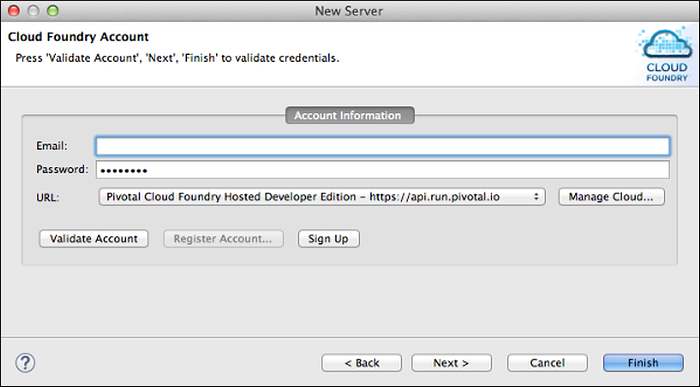 New Server
Cloud Foundry Account
Press 'Validate Account', 'Next', 'Finish' to validate credentials.
CLOUD
FOUNDRY
Account Information
Email:
Password: ••••••••
URL: Pivotal Cloud Foundry Hosted Developer Edition – https://api.run.pivotal.io Manage Cloud...
Validate Account Register Account... Sign Up
? < Back Next > Cancel Finish